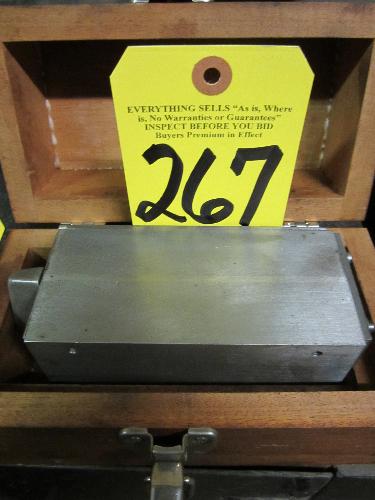 EVERYTHING SELLS "As is, Where
is, No Warranties or Guarantees"
INSPECT BEFORE YOU BID
Buyers Premium in Effect
267